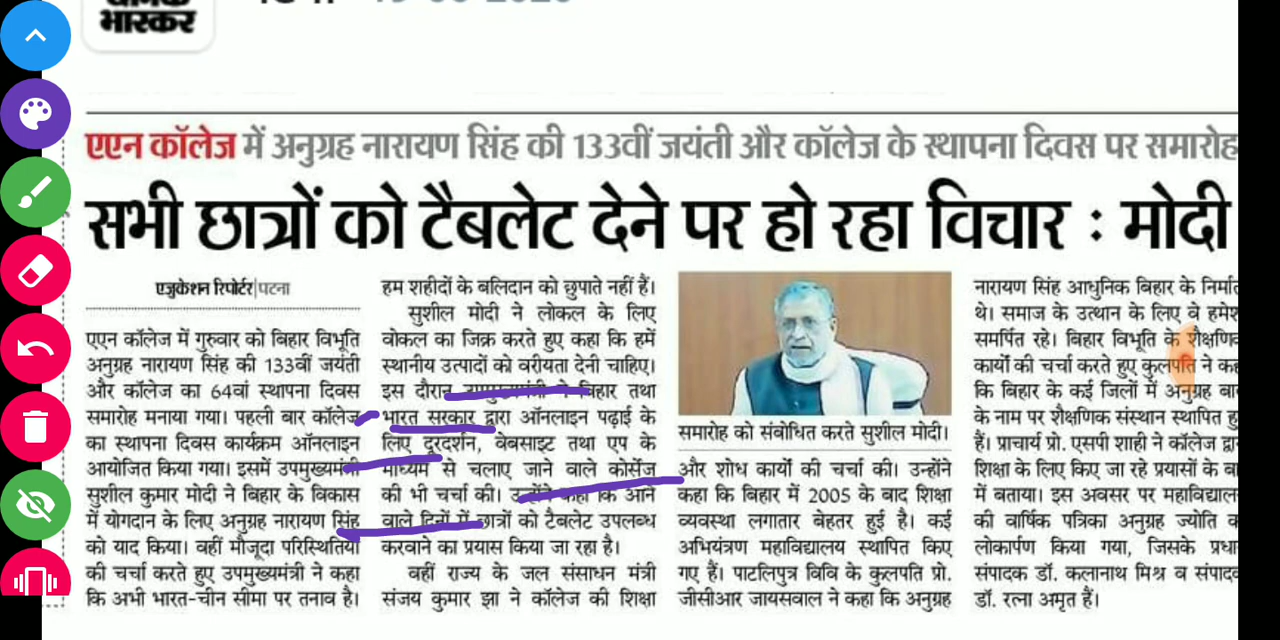 भास्कर
एएन कॉलेज में अनुग्रह नारायण सिंह की 133वीं जयंती और कॉलेज के स्थापना दिवस पर समारोह
सभी छात्रों को टैबलेट देने पर हो रहा विचार : मोदी
एजुकेशन रिपोर्टर|पटना
एएन कॉलेज में गुरुवार को बिहार विभूति
अनुग्रह नारायण सिंह की 133वीं जयंती
और कॉलेज का 64वां स्थापना दिवस
समारोह मनाया गया। पहली बार कॉलेज
का स्थापना दिवस कार्यक्रम ऑनलाइन
आयोजित किया गया। इसमें उपमुख्यमंत्री
सुशील कुमार मोदी ने बिहार के विकास
में योगदान के लिए अनुग्रह नारायण सिंह
को याद किया। वहीं मौजूदा परिस्थितियों
की चर्चा करते हुए उपमुख्यमंत्री ने कहा
कि अभी भारत-चीन सीमा पर तनाव है।
हम शहीदों के बलिदान को छुपाते नहीं हैं।
सुशील मोदी ने लोकल के लिए
वोकल का जिक्र करते हुए कहा कि हमें
स्थानीय उत्पादों को वरीयता देनी चाहिए।
इस दौरान उपमुख्यमंत्री ने बिहार तथा
भारत सरकार द्वारा ऑनलाइन पढ़ाई के
लिए दूरदर्शन, वेबसाइट तथा एप के
माध्यम से चलाए जाने वाले कोर्सेज
की भी चर्चा की। उन्होंने कहा कि आने
वाले दिनों में छात्रों को टैबलेट उपलब्ध
करवाने का प्रयास किया जा रहा है।
वहीं राज्य के जल संसाधन मंत्री
संजय कुमार झा ने कॉलेज की शिक्षा
समारोह को संबोधित करते सुशील मोदी।
और शोध कार्यों की चर्चा की। उन्होंने
कहा कि बिहार में 2005 के बाद शिक्षा
व्यवस्था लगातार बेहतर हुई है। कई
अभियंत्रण महाविद्यालय स्थापित किए
गए हैं। पाटलिपुत्र विवि के कुलपति प्रो.
जीसीआर जायसवाल ने कहा कि अनुग्रह
नारायण सिंह आधुनिक बिहार के
थे। समाज के उत्थान के लिए वे
समर्पित रहे। बिहार विभूति के
कार्यों की चर्चा करते हुए कुलपति ने
कि बिहार के कई जिलों में अनुग्रह
के नाम पर शैक्षणिक संस्थान स्थापित
हैं। प्राचार्य प्रो. एसपी शाही ने कॉलेज
शिक्षा के लिए किए जा रहे प्रयासों के
में बताया। इस अवसर पर
की वार्षिक पत्रिका अनुग्रह ज्योति
लोकार्पण किया गया, जिसके
संपादक डॉ. कलानाथ मिश्र व
डॉ. रत्ना अमृत हैं।